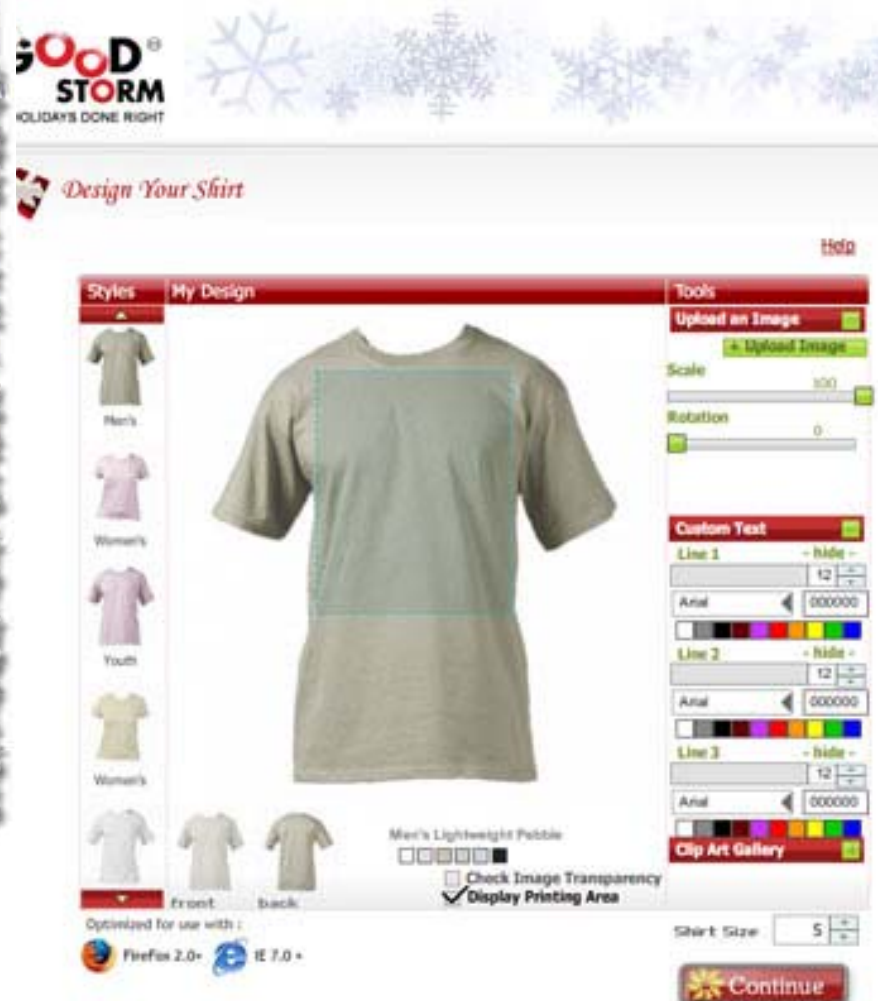 GOOD®
STORM
HOLIDAYS DONE RIGHT
Design Your Shirt
Help
Styles
My Design
Tools
Upload an Image
+ Upload Image
Scale
100
Rotation
0
Men's
Women's
Youth
Women's
Custom Text
Line 1 - hide -
12
Arial 000000
Line 2 - hide -
12
Arial 000000
Line 3 - hide -
12
Arial 000000
Clip Art Gallery
Men's Lightweight Pebble
Check Image Transparency
Display Printing Area
front back
Optimized for use with :
FireFox 2.0+ IE 7.0 +
Shirt Size S
Continue